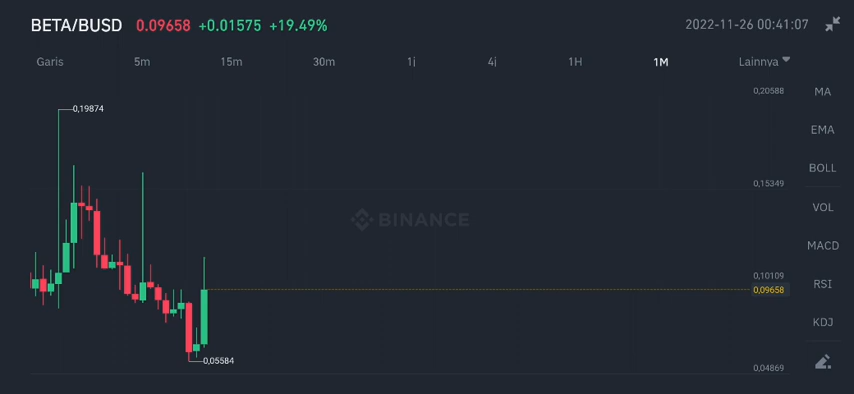 BETA/BUSD 0.09658 +0.01575 +19.49% 2022-11-26 00:41:07
Garis 5m 15m 30m 1j 4j 1H 1M Lainnya
0,20588
MA
0,19874
EMA
BOLL
0,15349
VOL
BINANCE
MACD
0,10109
RSI
0,09658
KDJ
0,05584
0,04869